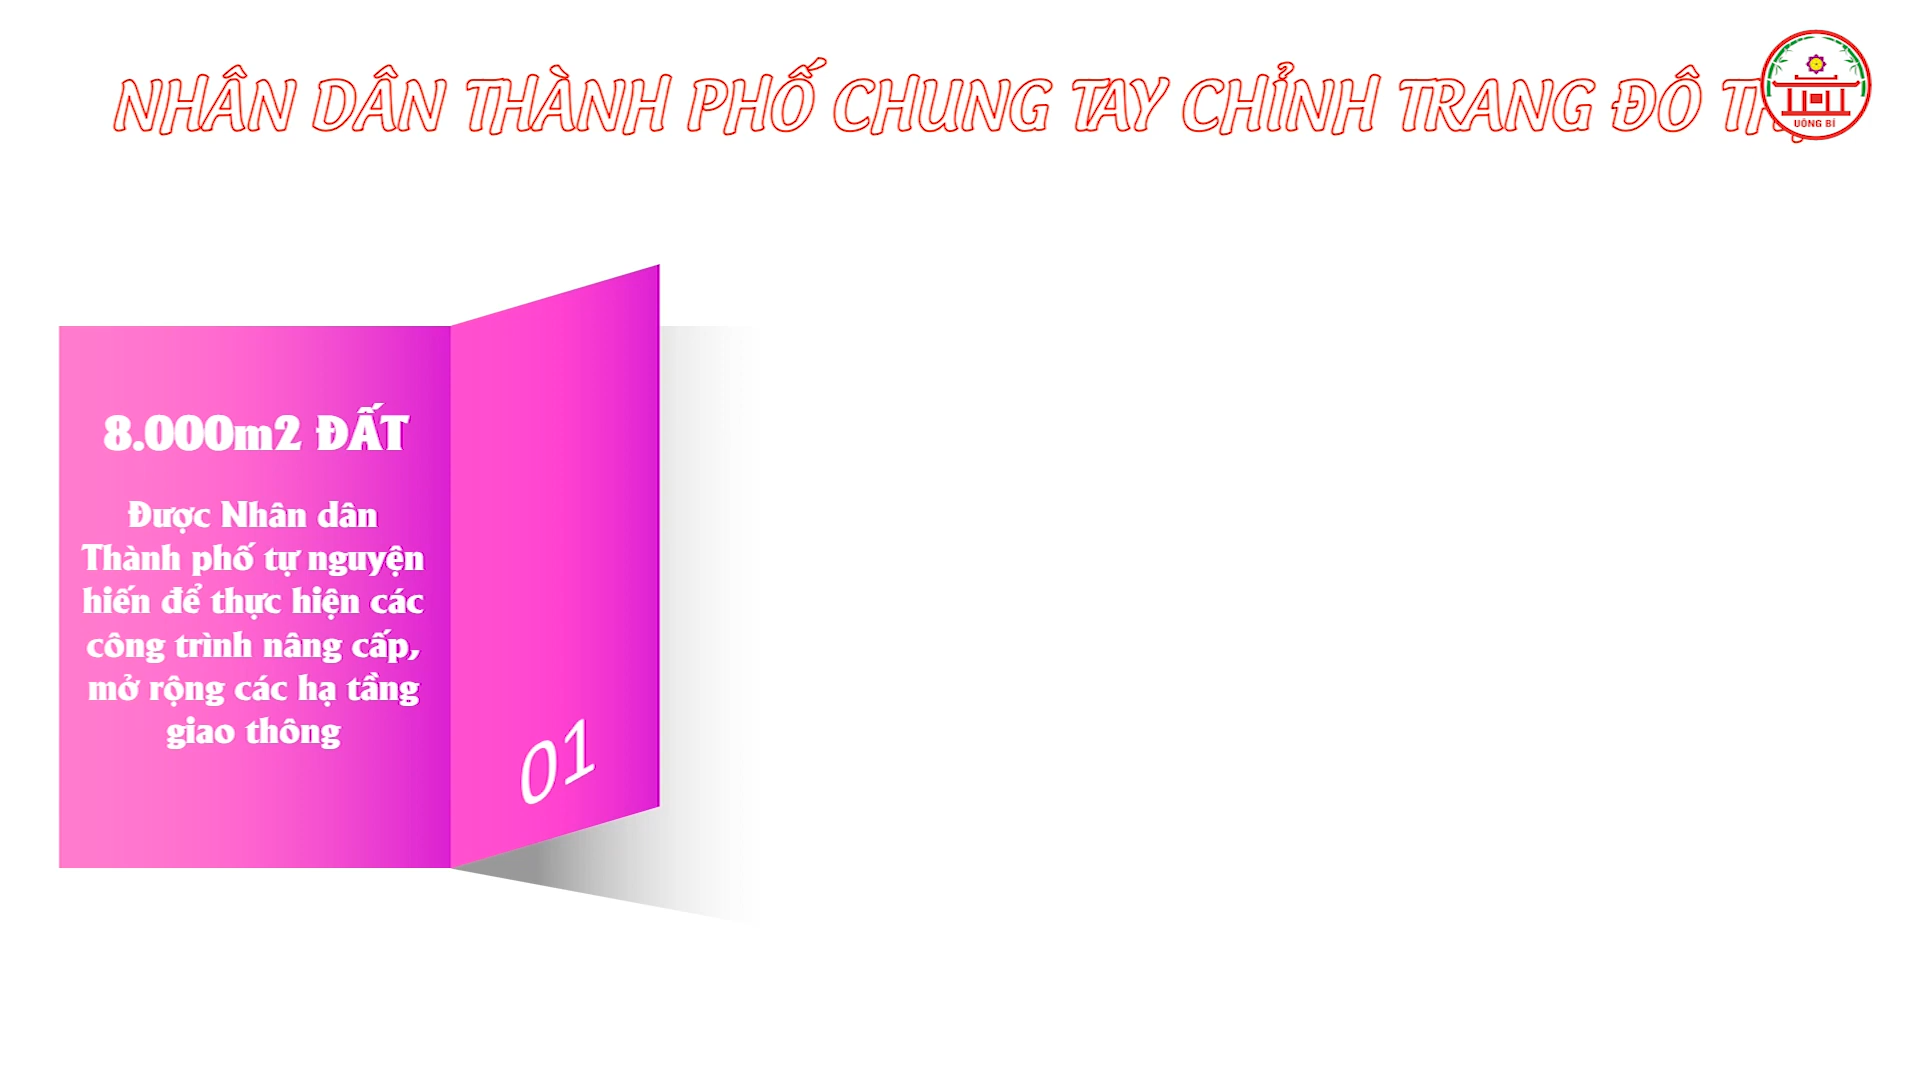 NHÂN DÂN THÀNH PHỐ CHUNG TAY CHỈNH TRANG ĐÔ
UÔNG BÍ
8.000m2 ĐẤT
Được Nhân dân
Thành phố tự nguyện
hiến để thực hiện các
công trình nâng cấp,
mở rộng các hạ tầng
giao thông
01